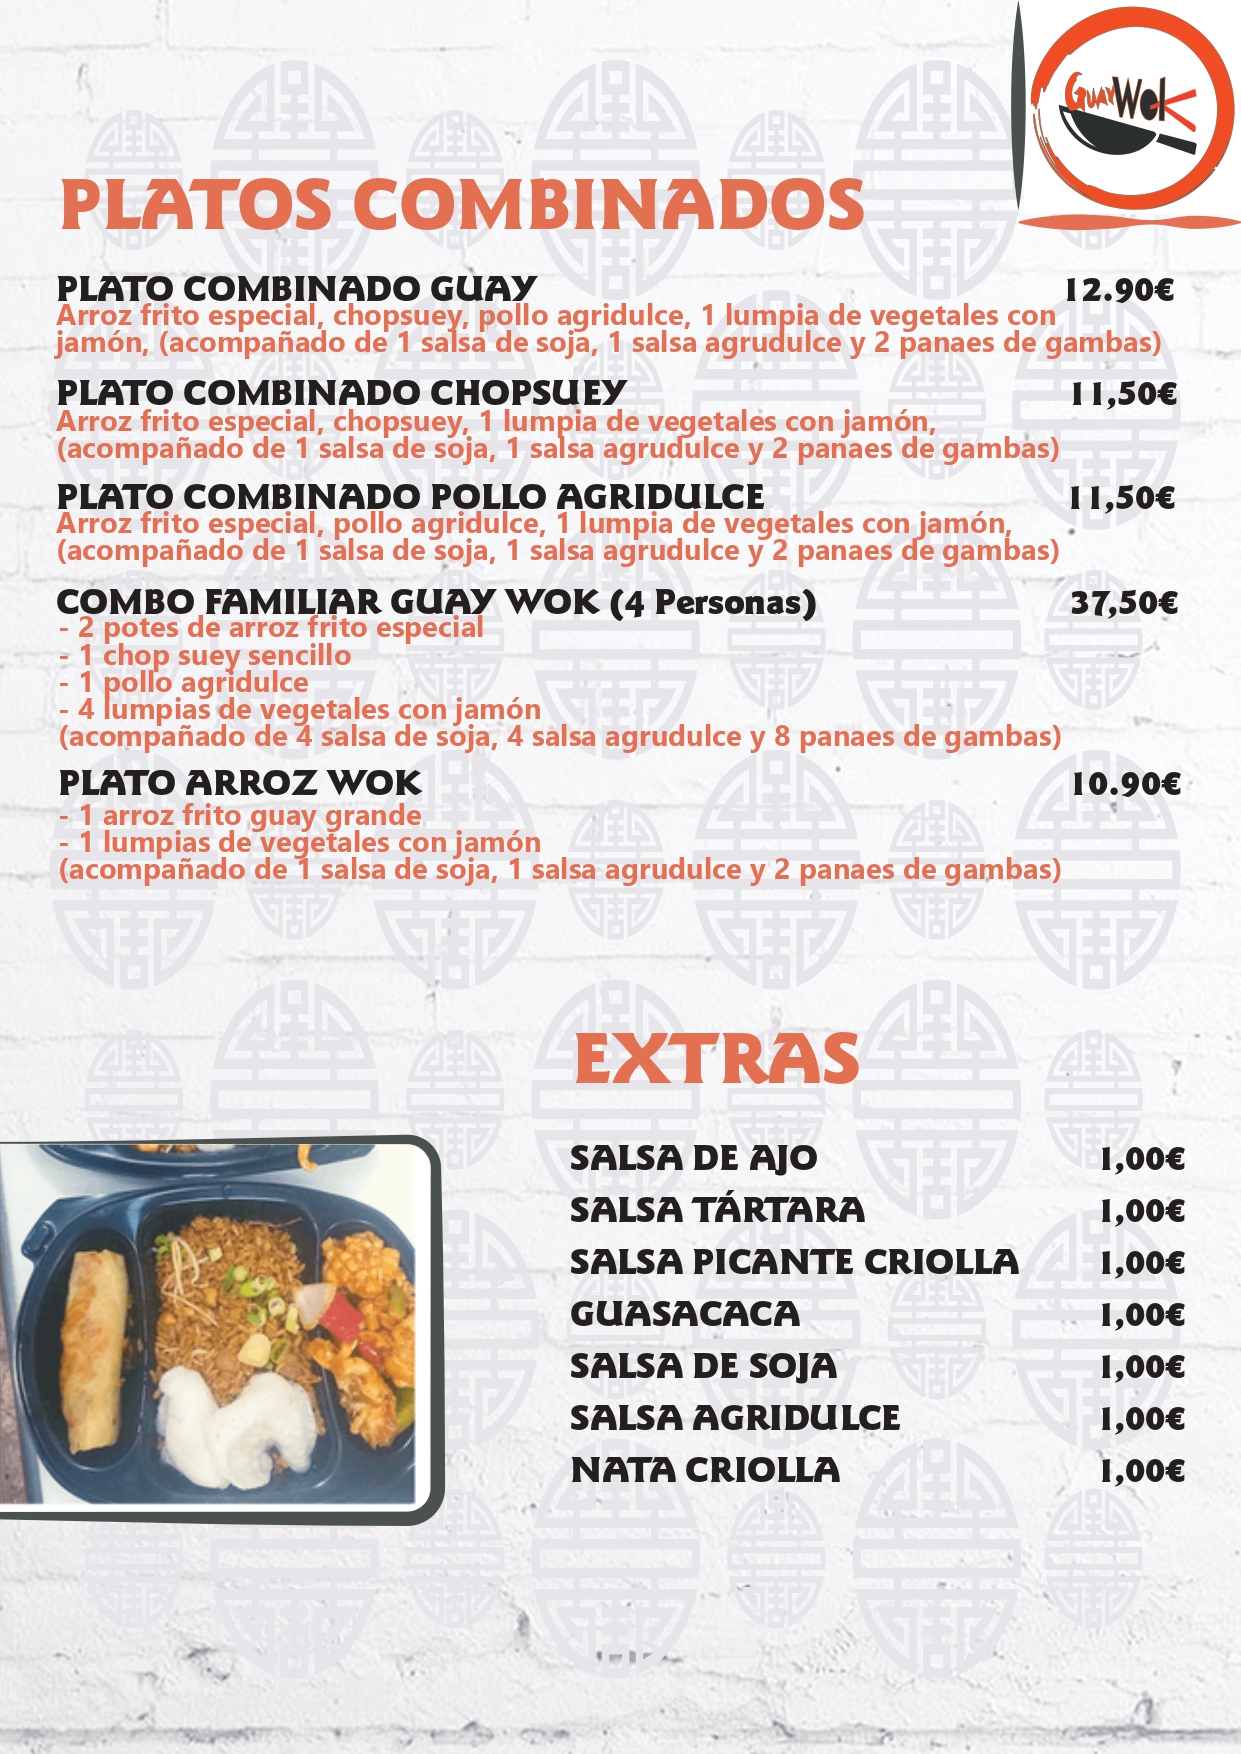 GUAY WOK
PLATOS COMBINADOS
PLATO COMBINADO GUAY 12.90€
Arroz frito especial, chopsuey, pollo agridulce, 1 lumpia de vegetales con
jamón, (acompañado de 1 salsa de soja, 1 salsa agrudulce y 2 panaes de gambas)
PLATO COMBINADO CHOPSUEY 11,50€
Arroz frito especial, chopsuey, 1 lumpia de vegetales con jamón,
(acompañado de 1 salsa de soja, 1 salsa agrudulce y 2 panaes de gambas)
PLATO COMBINADO POLLO AGRIDULCE 11,50€
Arroz frito especial, pollo agridulce, 1 lumpia de vegetales con jamón,
(acompañado de 1 salsa de soja, 1 salsa agrudulce y 2 panaes de gambas)
COMBO FAMILIAR GUAY WOK (4 Personas) 37,50€
- 2 potes de arroz frito especial
- 1 chop suey sencillo
- 1 pollo agridulce
- 4 lumpias de vegetales con jamón
(acompañado de 4 salsa de soja, 4 salsa agrudulce y 8 panaes de gambas)
PLATO ARROZ WOK 10.90€
- 1 arroz frito guay grande
- 1 lumpias de vegetales con jamón
(acompañado de 1 salsa de soja, 1 salsa agrudulce y 2 panaes de gambas)
EXTRAS
SALSA DE AJO 1,00€
SALSA TÁRTARA 1,00€
SALSA PICANTE CRIOLLA 1,00€
GUASACACA 1,00€
SALSA DE SOJA 1,00€
SALSA AGRIDULCE 1,00€
NATA CRIOLLA 1,00€